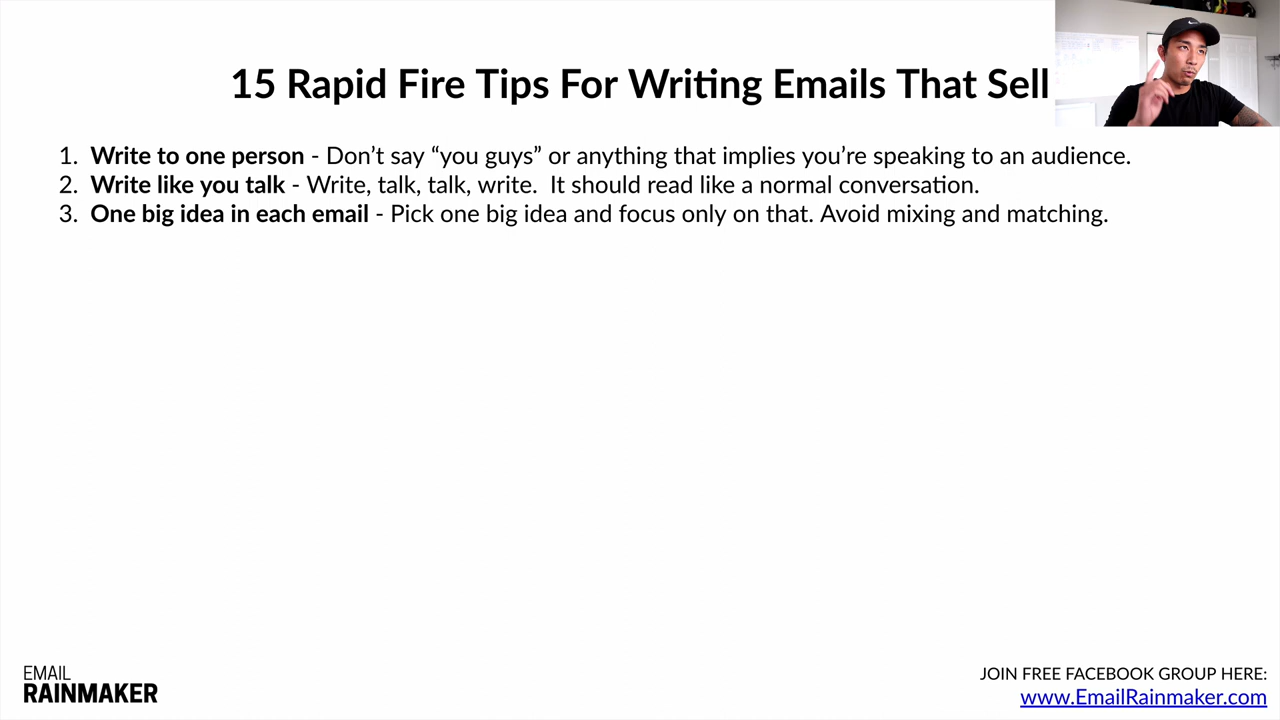 15 Rapid Fire Tips For Writing Emails That Sell
1. Write to one person - Don’t say “you guys” or anything that implies you’re speaking to an audience.
2. Write like you talk - Write, talk, talk, write.  It should read like a normal conversation.
3. One big idea in each email - Pick one big idea and focus only on that. Avoid mixing and matching.
EMAIL
RAINMAKER
JOIN FREE FACEBOOK GROUP HERE:
www.EmailRainmaker.com